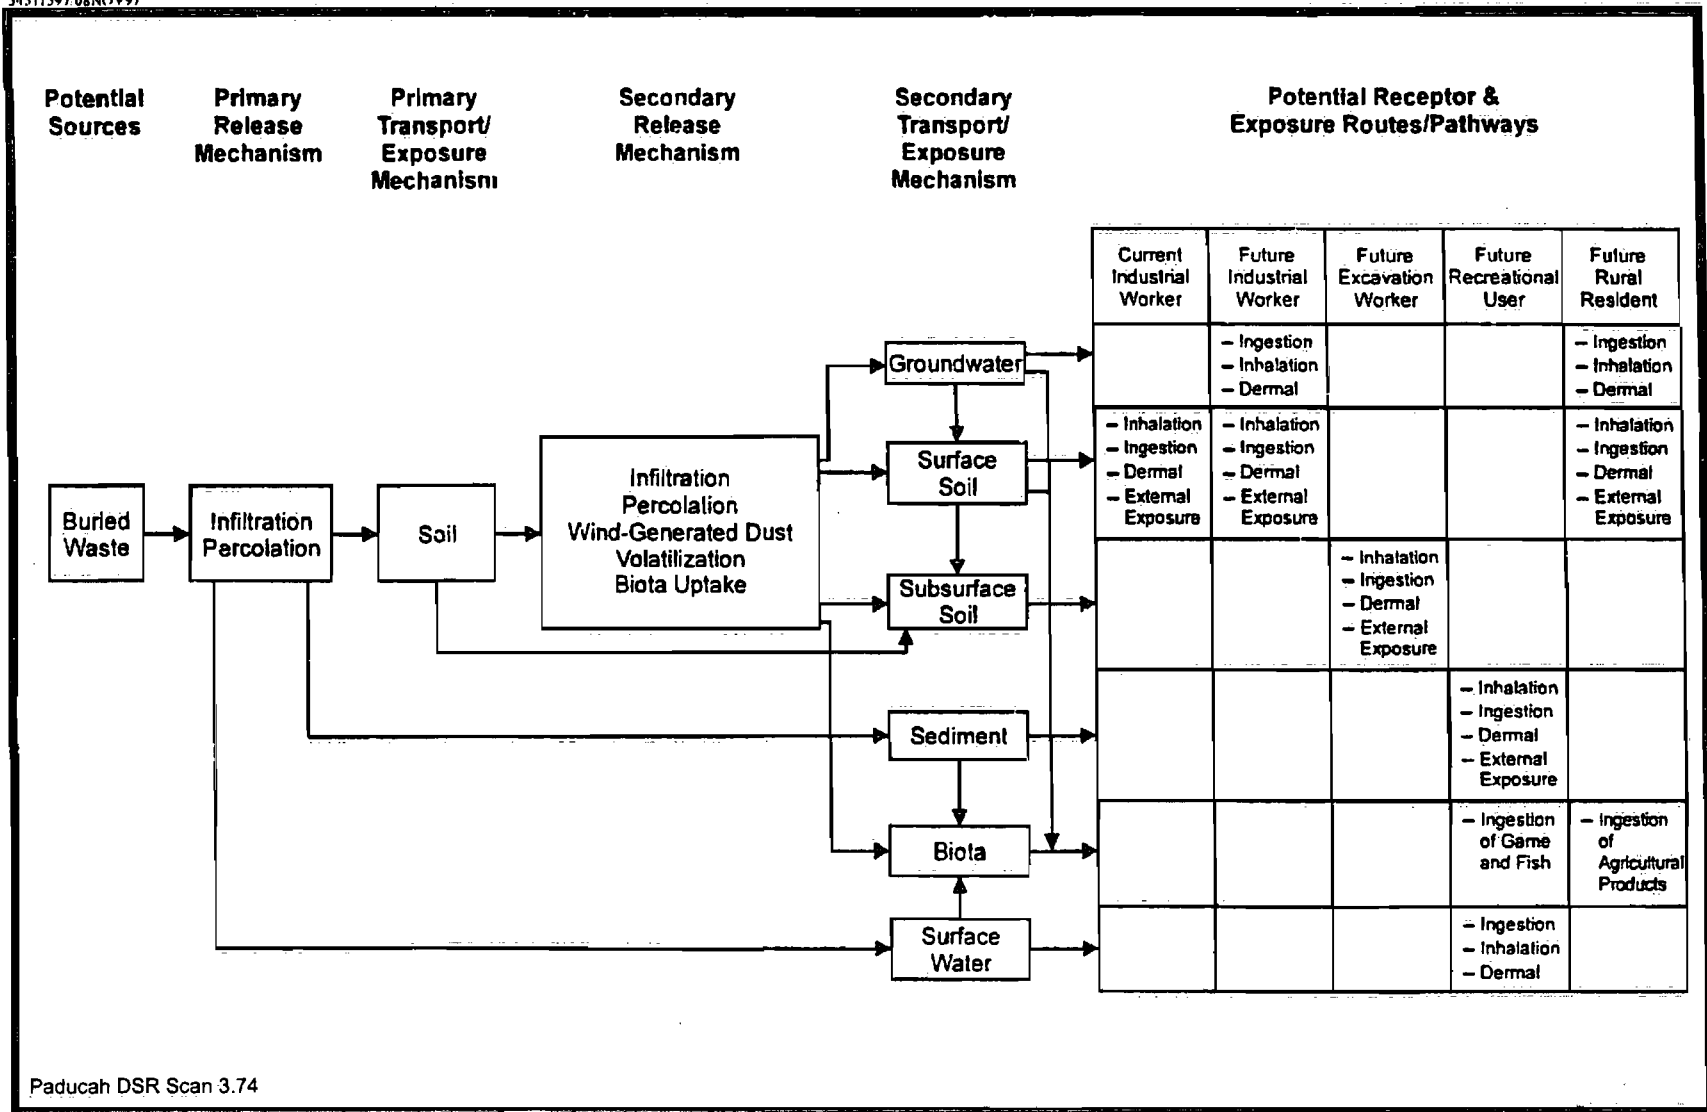 Potential
Sources
Primary
Release
Mechanism
Primary
Transport/
Exposure
Mechanism
Secondary
Release
Mechanism
Secondary
Transport/
Exposure
Mechanism
Potential Receptor &
Exposure Routes/Pathways
Current
Industrial
Worker
Future
Industrial
Worker
Future
Excavation
Worker
Future
Recreational
User
Future
Rural
Resident
Buried
Waste
Infiltration
Percolation
Soil
Infiltration
Percolation
Wind-Generated Dust
Volatilization
Biota Uptake
Groundwater
– Ingestion
– Inhalation
– Dermal
– Ingestion
– Inhalation
– Dermal
Surface
Soil
– Inhalation
– Ingestion
– Dermal
– External
Exposure
– Inhalation
– Ingestion
– Dermal
– External
Exposure
– Inhalation
– Ingestion
– Dermal
– External
Exposure
Subsurface
Soil
– Inhalation
– Ingestion
– Dermal
– External
Exposure
Sediment
– Inhalation
– Ingestion
– Dermal
– External
Exposure
Biota
– Ingestion
of Game
and Fish
– Ingestion
of
Agricultural
Products
Surface
Water
– Ingestion
– Inhalation
– Dermal
Paducah DSR Scan 3.74